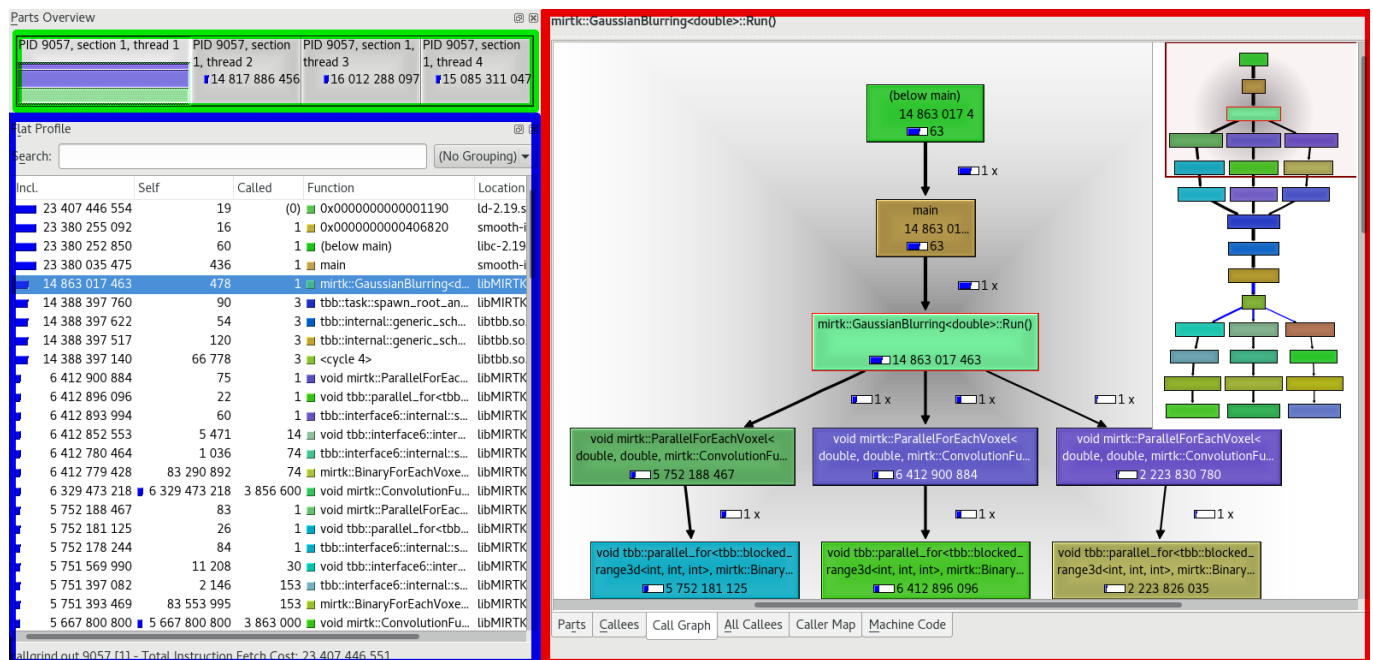 Parts Overview
PID 9057, section 1, thread 1
PID 9057, section
1, thread 2
14 817 886 456
PID 9057, section 1,
thread 3
16 012 288 097
PID 9057, section
1, thread 4
15 085 311 047
Flat Profile
Search:
(No Grouping)
Incl. Self Called Function Location
23 407 446 554 19 (0) 0x0000000000001190 ld-2.19.s
23 380 255 092 16 1 0x0000000000406820 smooth-i
23 380 252 850 60 1 (below main) libc-2.19
23 380 035 475 436 1 main smooth-i
14 863 017 463 478 1 mirtk::GaussianBlurring<d... libMIRTK
14 388 397 760 90 3 tbb::task::spawn_root_an... libMIRTK
14 388 397 622 54 3 tbb::internal::generic_sch... libtbb.so
14 388 397 517 120 3 tbb::internal::generic_sch... libtbb.so
14 388 397 140 66 778 3 <cycle 4> libtbb.so
6 412 900 884 75 1 void mirtk::ParallelForEac... libMIRTK
6 412 896 096 22 1 void tbb::parallel_for<tbb... libMIRTK
6 412 893 994 60 1 tbb::interface6::internal::s... libMIRTK
6 412 852 553 5 471 14 void tbb::interface6::inter... libMIRTK
6 412 780 464 1 036 74 tbb::interface6::internal::s... libMIRTK
6 412 779 428 83 290 892 74 mirtk::BinaryForEachVoxe... libMIRTK
6 329 473 218 6 329 473 218 3 856 600 void mirtk::ConvolutionFu... libMIRTK
5 752 188 467 83 1 void mirtk::ParallelForEac... libMIRTK
5 752 181 125 26 1 void tbb::parallel_for<tbb... libMIRTK
5 752 178 244 84 1 tbb::interface6::internal::s... libMIRTK
5 751 569 990 11 208 30 void tbb::interface6::inter... libMIRTK
5 751 397 082 2 146 153 tbb::interface6::internal::s... libMIRTK
5 751 393 469 83 553 995 153 mirtk::BinaryForEachVoxe... libMIRTK
5 667 800 800 5 667 800 800 3 863 000 void mirtk::ConvolutionFu... libMIRTK
allgrind out 9057 [1] - Total Instruction Fetch Cost: 23 407 446 551
mirtk::GaussianBlurring<double>::Run()
(below main)
14 863 017 4
63
1 x
main
14 863 01...
63
1 x
mirtk::GaussianBlurring<double>::Run()
14 863 017 463
1 x 1 x 1 x
void mirtk::ParallelForEachVoxel<
double, double, mirtk::ConvolutionFu...
5 752 188 467
void mirtk::ParallelForEachVoxel<
double, double, mirtk::ConvolutionFu...
6 412 900 884
void mirtk::ParallelForEachVoxel<
double, double, mirtk::ConvolutionFu...
2 223 830 780
1 x 1 x 1 x
void tbb::parallel_for<tbb::blocked_
range3d<int, int, int>, mirtk::Binary...
5 752 181 125
void tbb::parallel_for<tbb::blocked_
range3d<int, int, int>, mirtk::Binary...
6 412 896 096
void tbb::parallel_for<tbb::blocked_
range3d<int, int, int>, mirtk::Binary...
2 223 826 035
Parts Callees Call Graph All Callees Caller Map Machine Code